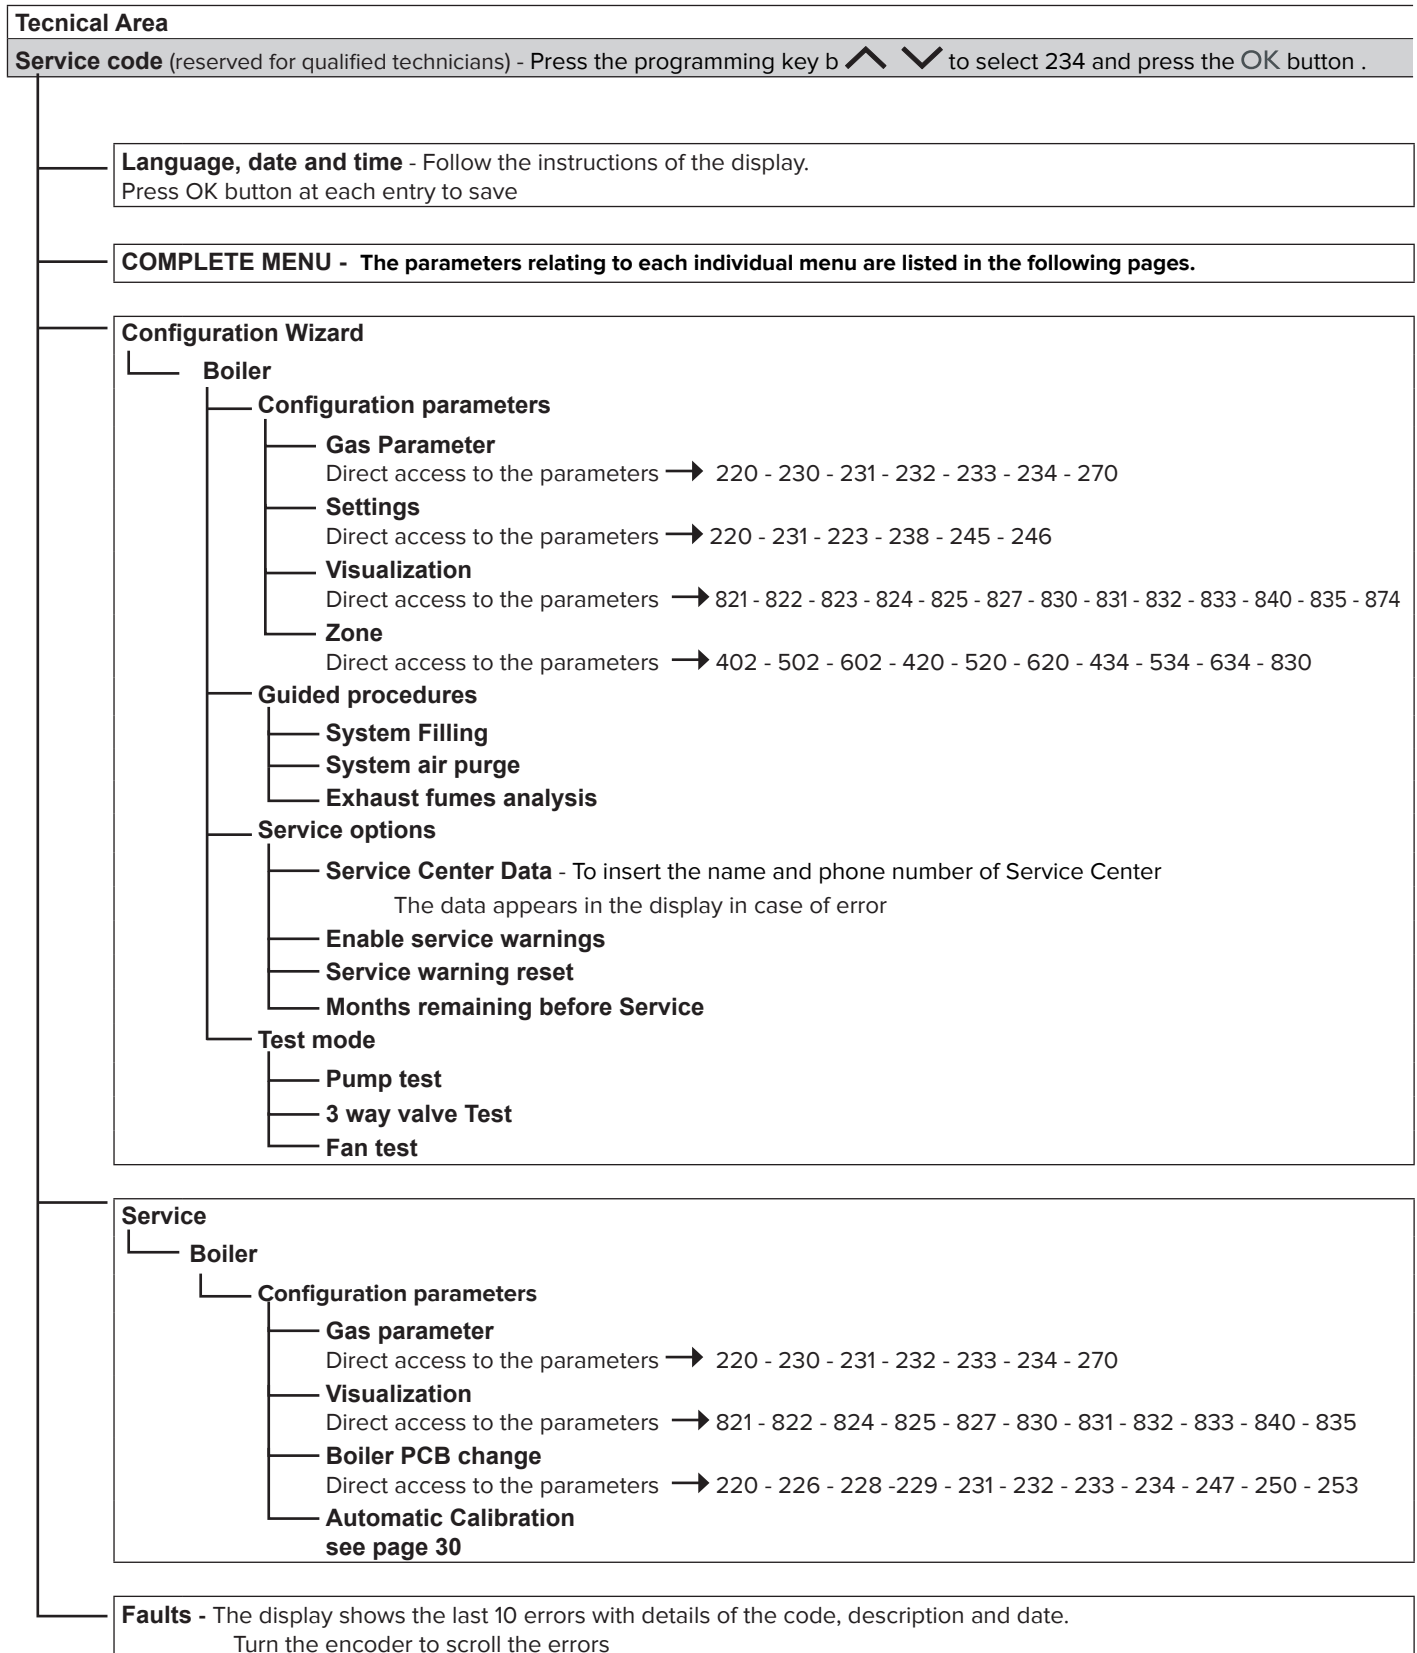 Tecnical Area
Service code (reserved for qualified technicians) - Press the programming key b to select 234 and press the OK button .
Language, date and time - Follow the instructions of the display.
Press OK button at each entry to save
COMPLETE MENU - The parameters relating to each individual menu are listed in the following pages.
Configuration Wizard
Boiler
Configuration parameters
Gas Parameter
Direct access to the parameters → 220 - 230 - 231 - 232 - 233 - 234 - 270
Settings
Direct access to the parameters → 220 - 231 - 223 - 238 - 245 - 246
Visualization
Direct access to the parameters → 821 - 822 - 823 - 824 - 825 - 827 - 830 - 831 - 832 - 833 - 840 - 835 - 874
Zone
Direct access to the parameters → 402 - 502 - 602 - 420 - 520 - 620 - 434 - 534 - 634 - 830
Guided procedures
System Filling
System air purge
Exhaust fumes analysis
Service options
Service Center Data - To insert the name and phone number of Service Center
The data appears in the display in case of error
Enable service warnings
Service warning reset
Months remaining before Service
Test mode
Pump test
3 way valve Test
Fan test
Service
Boiler
Configuration parameters
Gas parameter
Direct access to the parameters → 220 - 230 - 231 - 232 - 233 - 234 - 270
Visualization
Direct access to the parameters → 821 - 822 - 824 - 825 - 827 - 830 - 831 - 832 - 833 - 840 - 835
Boiler PCB change
Direct access to the parameters → 220 - 226 - 228 -229 - 231 - 232 - 233 - 234 - 247 - 250 - 253
Automatic Calibration
see page 30
Faults - The display shows the last 10 errors with details of the code, description and date.
Turn the encoder to scroll the errors